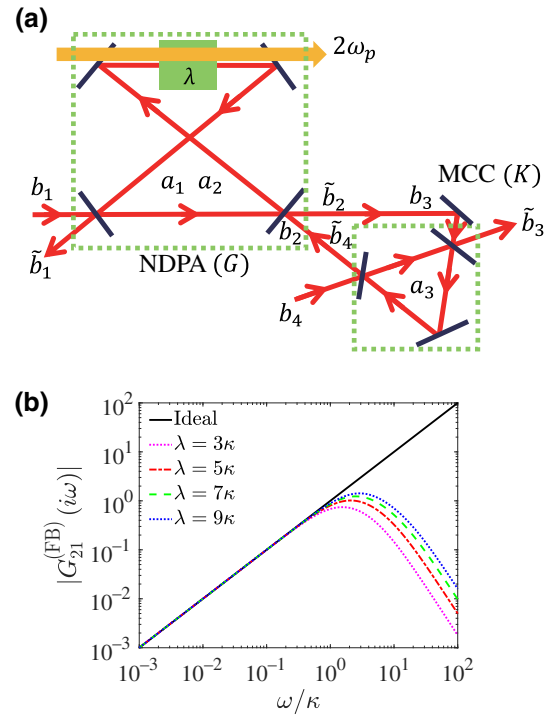 (a)
2ω_p
λ
MCC (K)
b_1
a_1 a_2
b̃_2
b_3
b̃_3
b̃_1
b_2
b̃_4
NDPA (G)
b_4
a_3
(b)
|G_{21}^{(FB)}(iω)|
10^2
10^1
10^0
10^{-1}
10^{-2}
10^{-3}
Ideal
λ = 3κ
λ = 5κ
λ = 7κ
λ = 9κ
10^{-3} 10^{-2} 10^{-1} 10^0 10^1 10^2
ω/κ